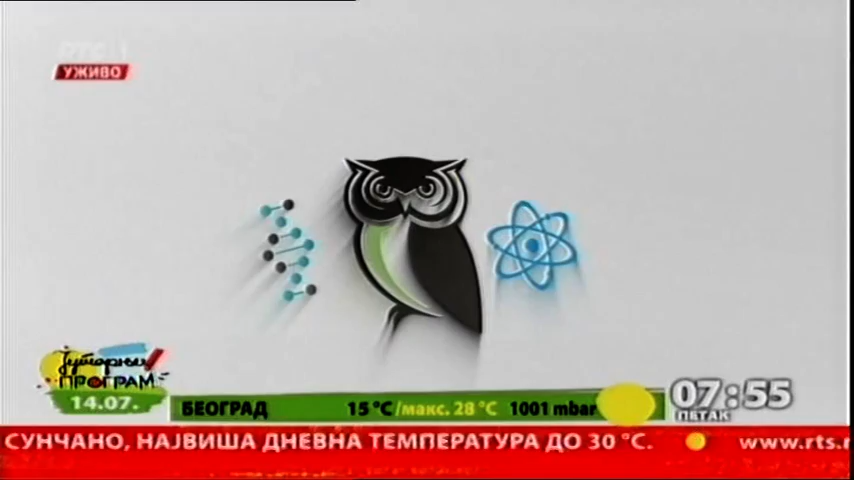 РТС 1
УЖИВО
Јутарњи
ПРОГРАМ
14.07.
БЕОГРАД 15 °C/макс. 28 °C 1001 mbar
07:55
ПЕТАК
СУНЧАНО, НАЈВИША ДНЕВНА ТЕМПЕРАТУРА ДО 30 °C. www.rts.r